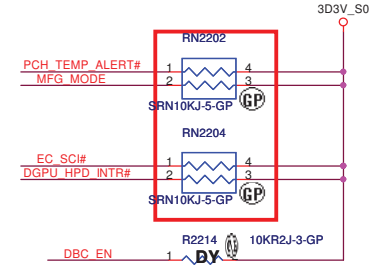 3D3V_S0
RN2202
PCH_TEMP_ALERT# 1 4
MFG_MODE 2 3
SRN10KJ-5-GP GP
RN2204
EC_SCI# 1 4
DGPU_HPD_INTR# 2 3
SRN10KJ-5-GP GP
R2214 10KR2J-3-GP
DBC_EN 1 DY